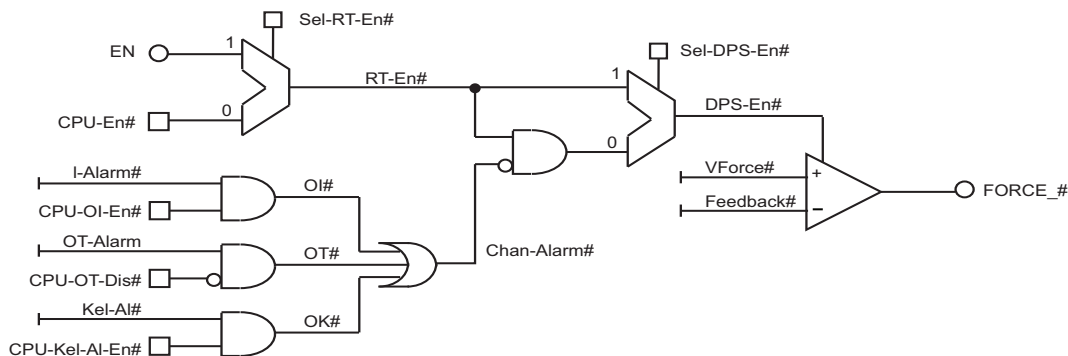 Sel-RT-En#
EN
1
RT-En#
0
CPU-En#
Sel-DPS-En#
1
DPS-En#
0
VForce#
+
Feedback#
−
FORCE_#
I-Alarm#
OI#
CPU-OI-En#
OT-Alarm
OT#
Chan-Alarm#
CPU-OT-Dis#
Kel-Al#
OK#
CPU-Kel-Al-En#